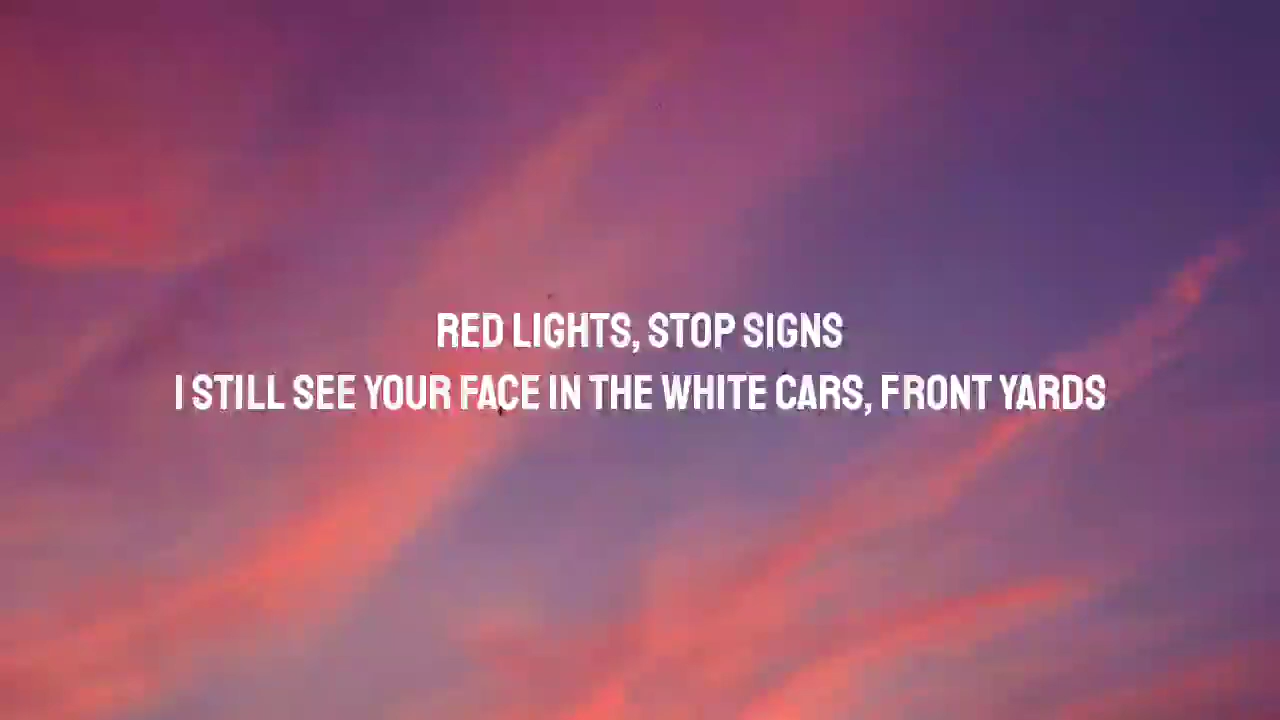 RED LIGHTS, STOP SIGNS
I STILL SEE YOUR FACE IN THE WHITE CARS, FRONT YARDS